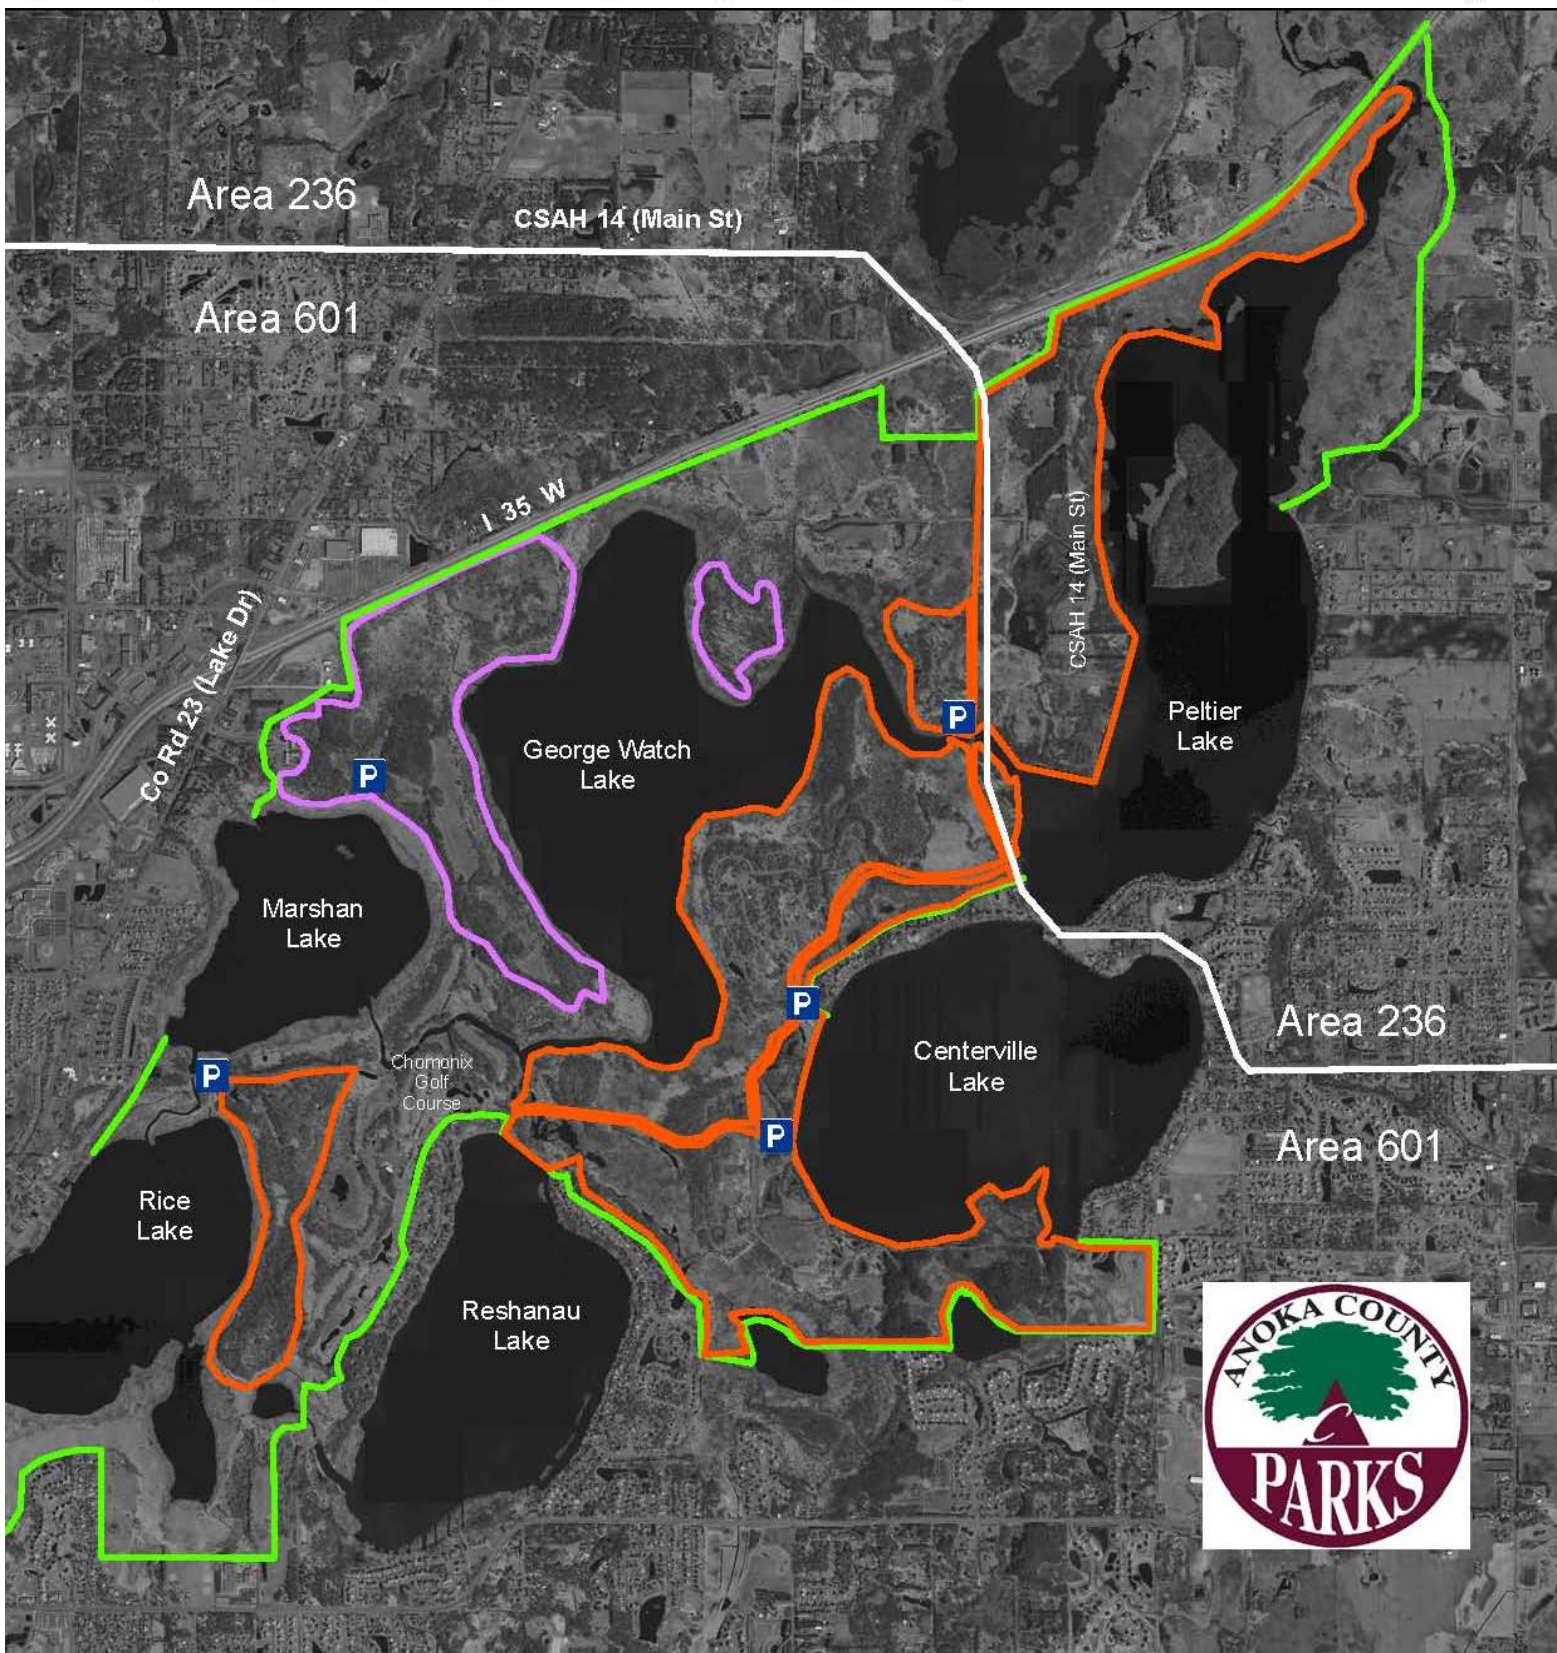 Area 236
CSAH 14 (Main St)
Area 601
I 35 W
CSAH 14 (Main St)
Co Rd 23 (Lake Dr)
P
Peltier
Lake
George Watch
Lake
P
Marshan
Lake
P
Area 236
Centerville
Lake
Chomonix
Golf
Course
P
P
Area 601
Rice
Lake
Reshanau
Lake
ANOKA COUNTY
C
PARKS